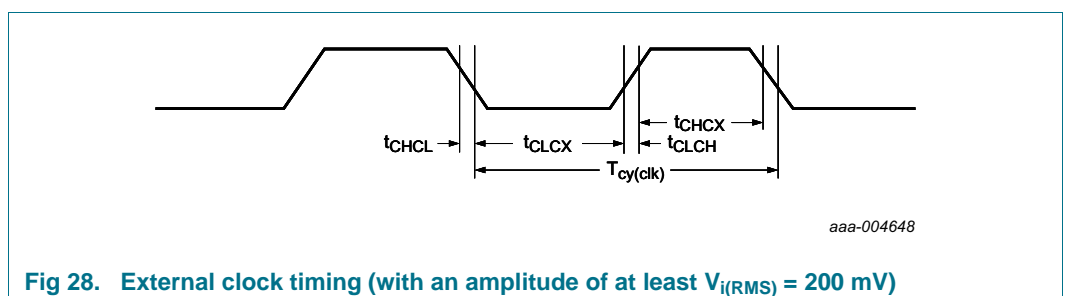 tCHCX
tCHCL
tCLCX
tCLCH
Tcy(clk)
aaa-004648
Fig 28. External clock timing (with an amplitude of at least Vi(RMS) = 200 mV)